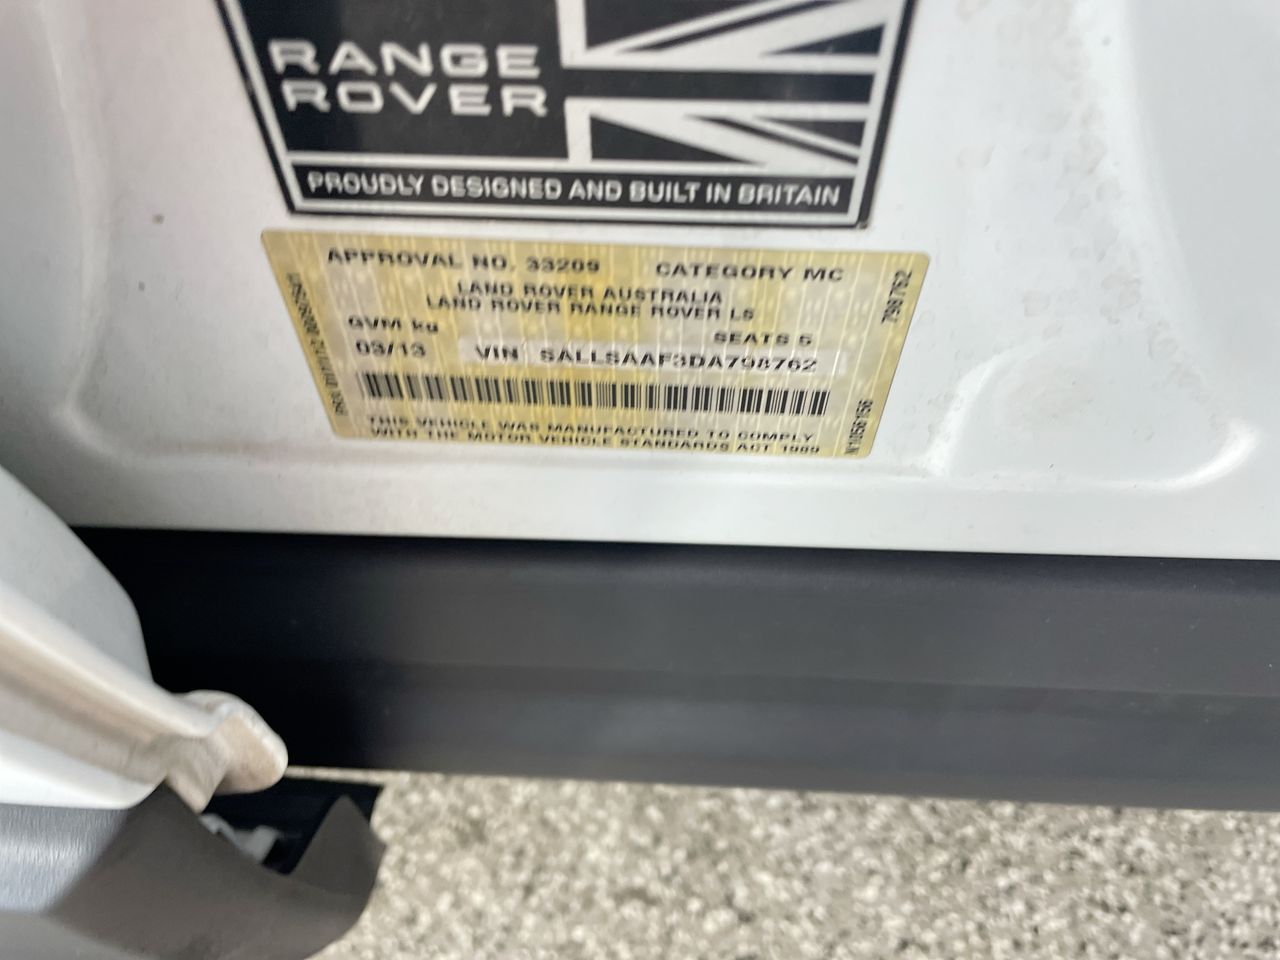 RANGE
ROVER
PROUDLY DESIGNED AND BUILT IN BRITAIN
APPROVAL NO. 33209 CATEGORY MC
LAND ROVER AUSTRALIA
LAND ROVER RANGE ROVER LS
GVM kg
SEATS 5
03/13 VIN SALLSAAF3DA798762
THIS VEHICLE WAS MANUFACTURED TO COMPLY
WITH THE MOTOR VEHICLE STANDARDS ACT 1989
798762